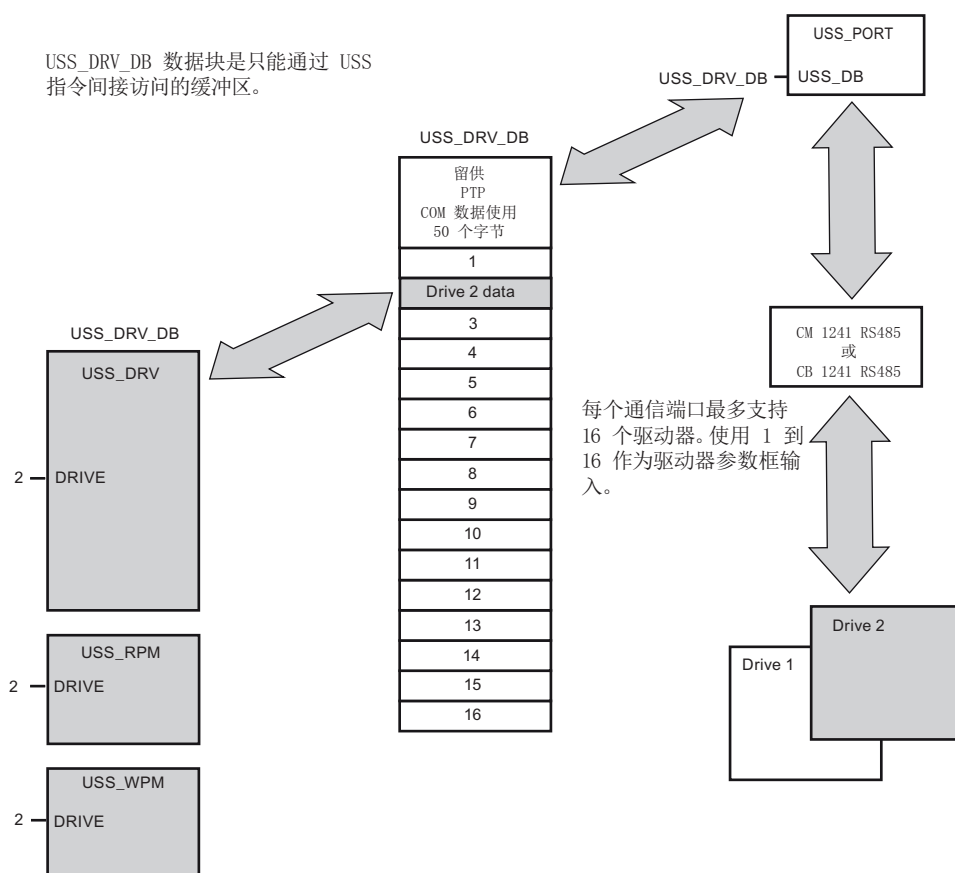 USS_DRV_DB 数据块是只能通过 USS
指令间接访问的缓冲区。
USS_PORT
USS_DRV_DB
USS_DB
USS_DRV_DB
留供
PTP
COM 数据使用
50 个字节
1
Drive 2 data
3
4
5
6
7
8
9
10
11
12
13
14
15
16
USS_DRV_DB
USS_DRV
2
DRIVE
USS_RPM
2
DRIVE
USS_WPM
2
DRIVE
CM 1241 RS485
或
CB 1241 RS485
每个通信端口最多支持
16 个驱动器。使用 1 到
16 作为驱动器参数框输
入。
Drive 2
Drive 1